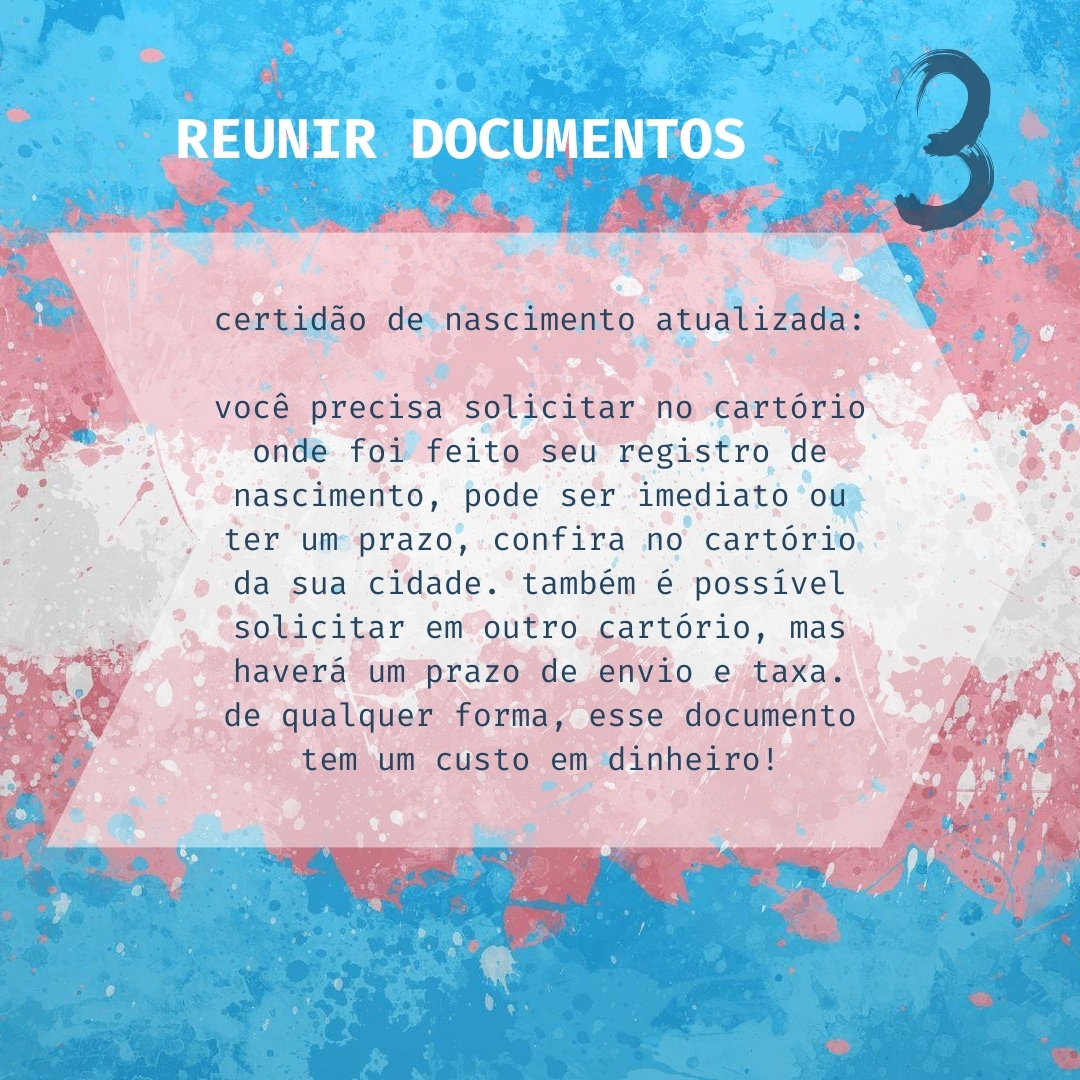 REUNIR DOCUMENTOS
3
certidão de nascimento atualizada:
você precisa solicitar no cartório
onde foi feito seu registro de
nascimento, pode ser imediato ou
ter um prazo, confira no cartório
da sua cidade. também é possível
solicitar em outro cartório, mas
haverá um prazo de envio e taxa.
de qualquer forma, esse documento
tem um custo em dinheiro!